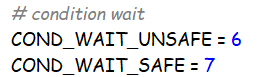 # condition wait
COND_WAIT_UNSAFE = 6
COND_WAIT_SAFE = 7